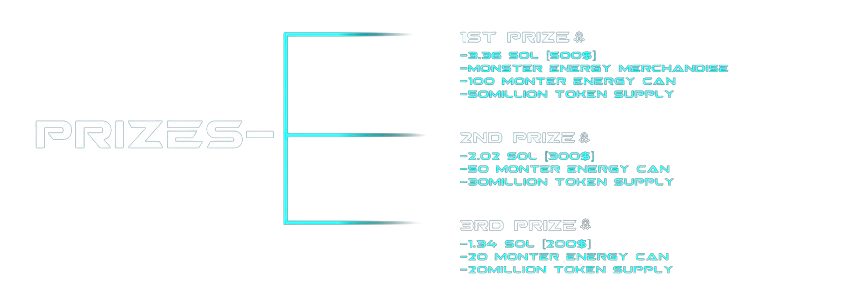 PRIZES-
1ST PRIZE
-3.36 SOL [500$]
-MONSTER ENERGY MERCHANDISE
-100 MONTER ENERGY CAN
-50MILLION TOKEN SUPPLY
2ND PRIZE
-2.02 SOL [300$]
-50 MONTER ENERGY CAN
-30MILLION TOKEN SUPPLY
3RD PRIZE
-1.34 SOL [200$]
-20 MONTER ENERGY CAN
-20MILLION TOKEN SUPPLY